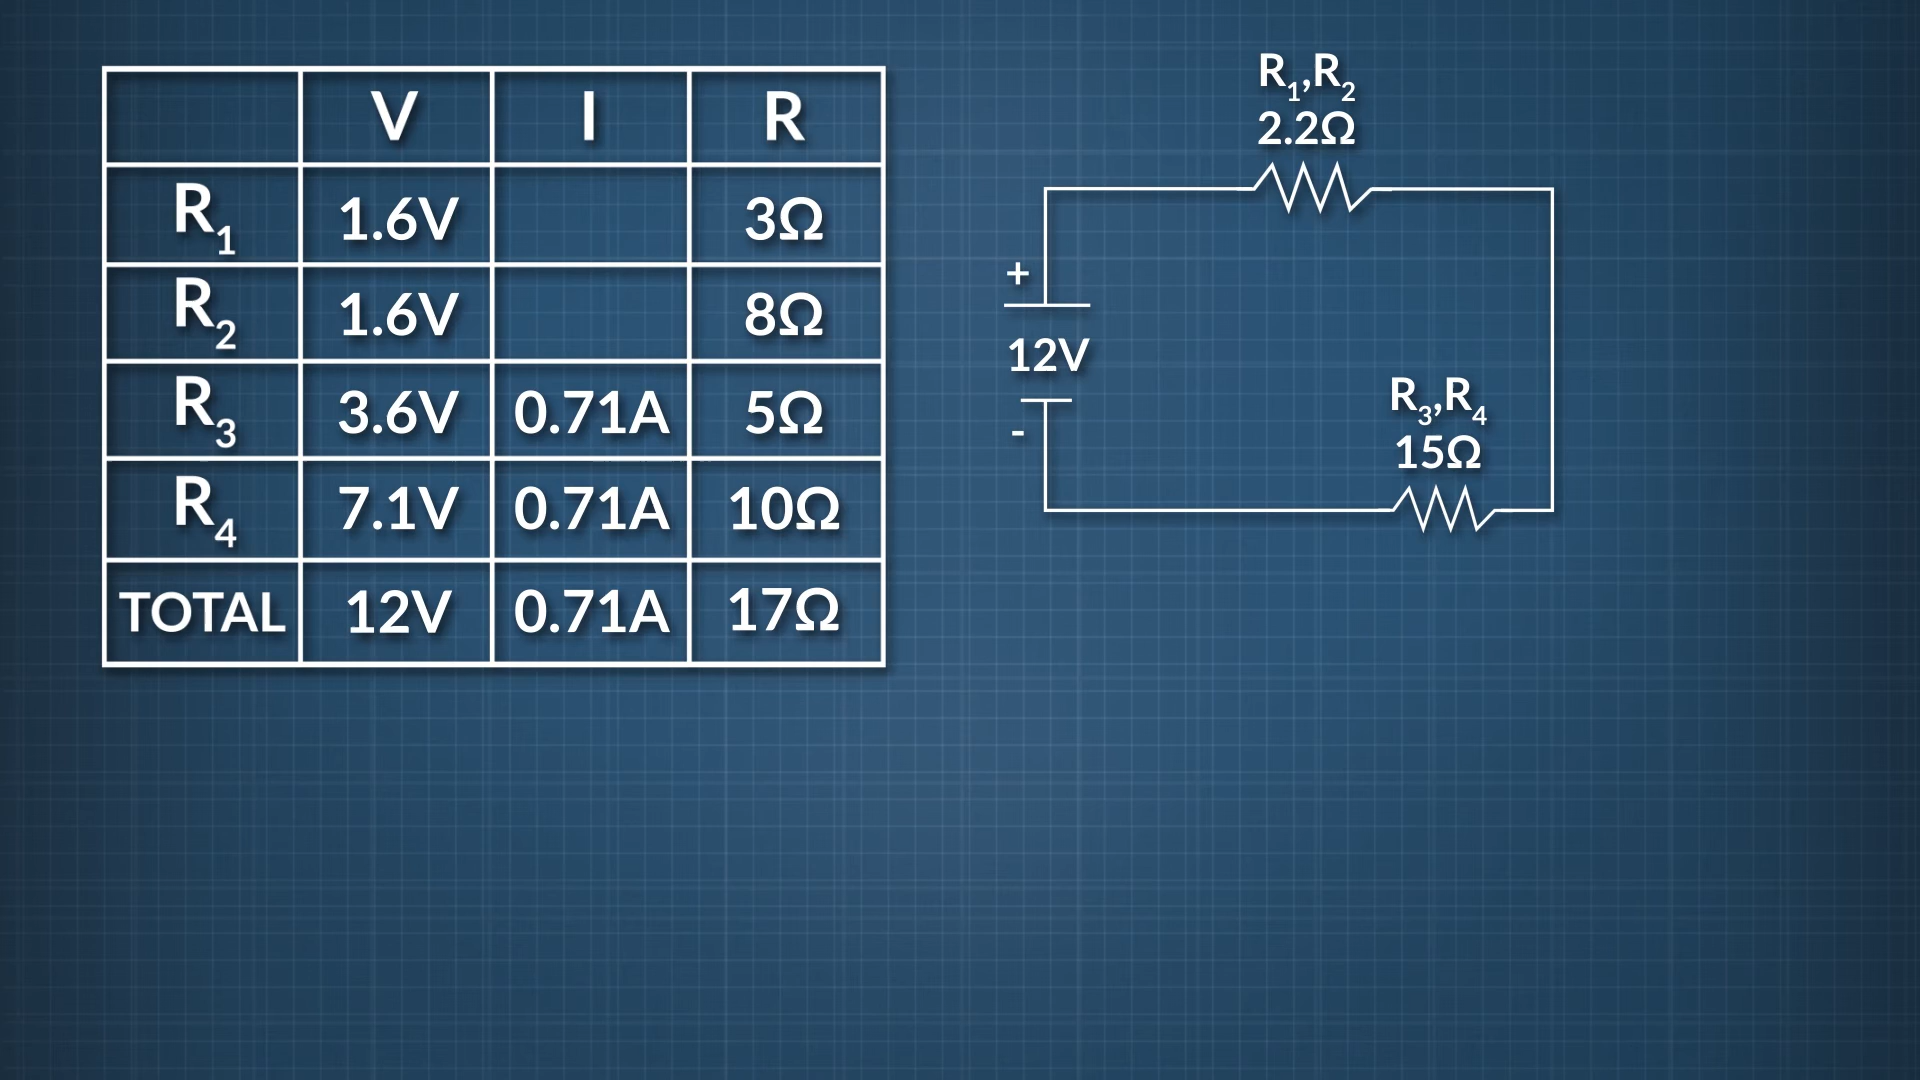 V I R
R1 1.6V 3Ω
R2 1.6V 8Ω
R3 3.6V 0.71A 5Ω
R4 7.1V 0.71A 10Ω
TOTAL 12V 0.71A 17Ω
R1,R2
2.2Ω
+
12V
-
R3,R4
15Ω